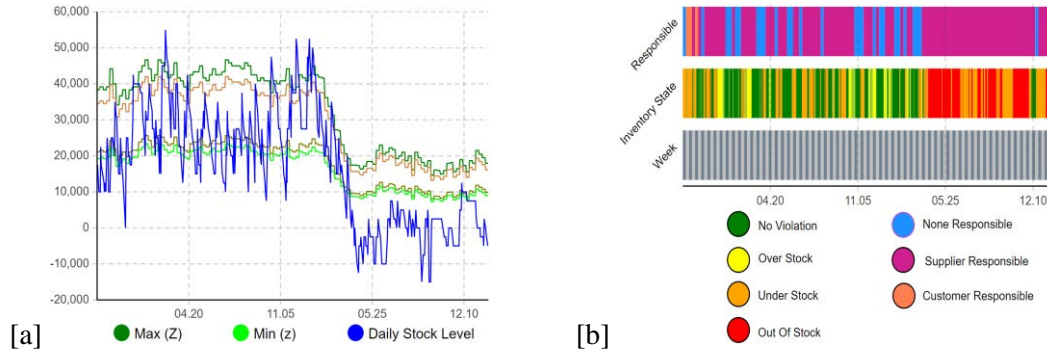 60,000
50,000
40,000
30,000
20,000
10,000
0
-10,000
-20,000
04.20 11.05 05.25 12.10
Max (Z) Min (z) Daily Stock Level
[a]
[b]
Responsible
Inventory State
Week
04.20 11.05 05.25 12.10
No Violation None Responsible
Over Stock Supplier Responsible
Under Stock Customer Responsible
Out Of Stock